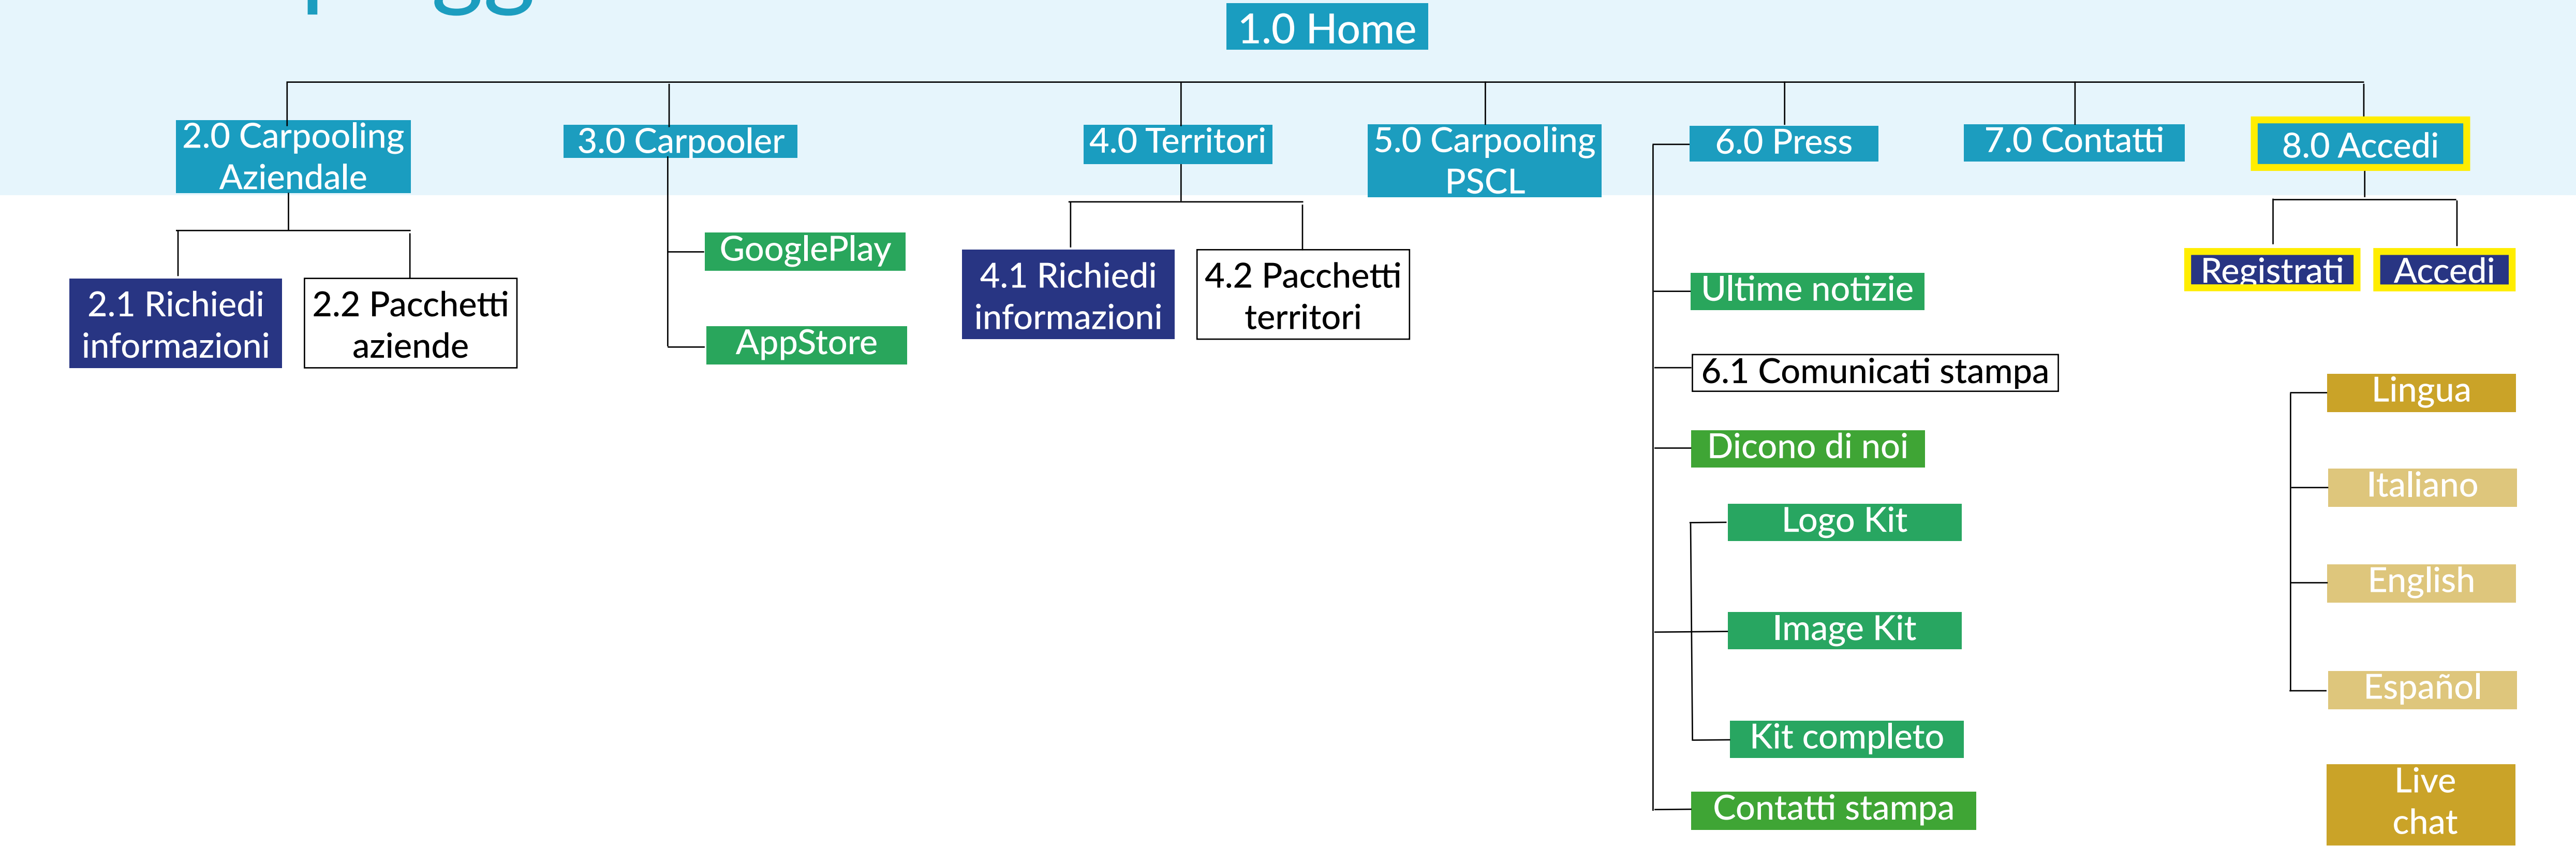 1.0 Home
2.0 Carpooling
Aziendale
3.0 Carpooler
4.0 Territori
5.0 Carpooling
PSCL
6.0 Press
7.0 Contatti
8.0 Accedi
2.1 Richiedi
informazioni
2.2 Pacchetti
aziende
GooglePlay
AppStore
4.1 Richiedi
informazioni
4.2 Pacchetti
territori
Ultime notizie
6.1 Comunicati stampa
Dicono di noi
Logo Kit
Image Kit
Kit completo
Contatti stampa
Registrati
Accedi
Lingua
Italiano
English
Español
Live
chat